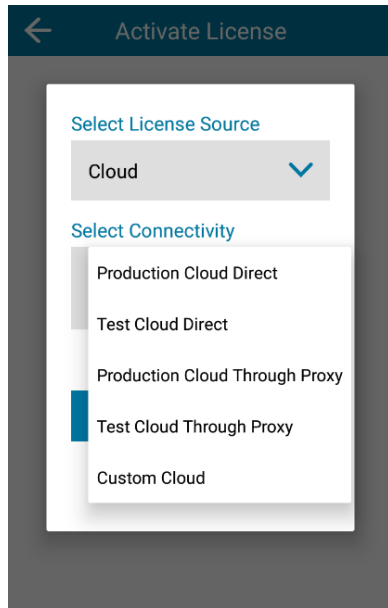 Activate License
Select License Source
Cloud
Select Connectivity
Production Cloud Direct
Test Cloud Direct
Production Cloud Through Proxy
Test Cloud Through Proxy
Custom Cloud